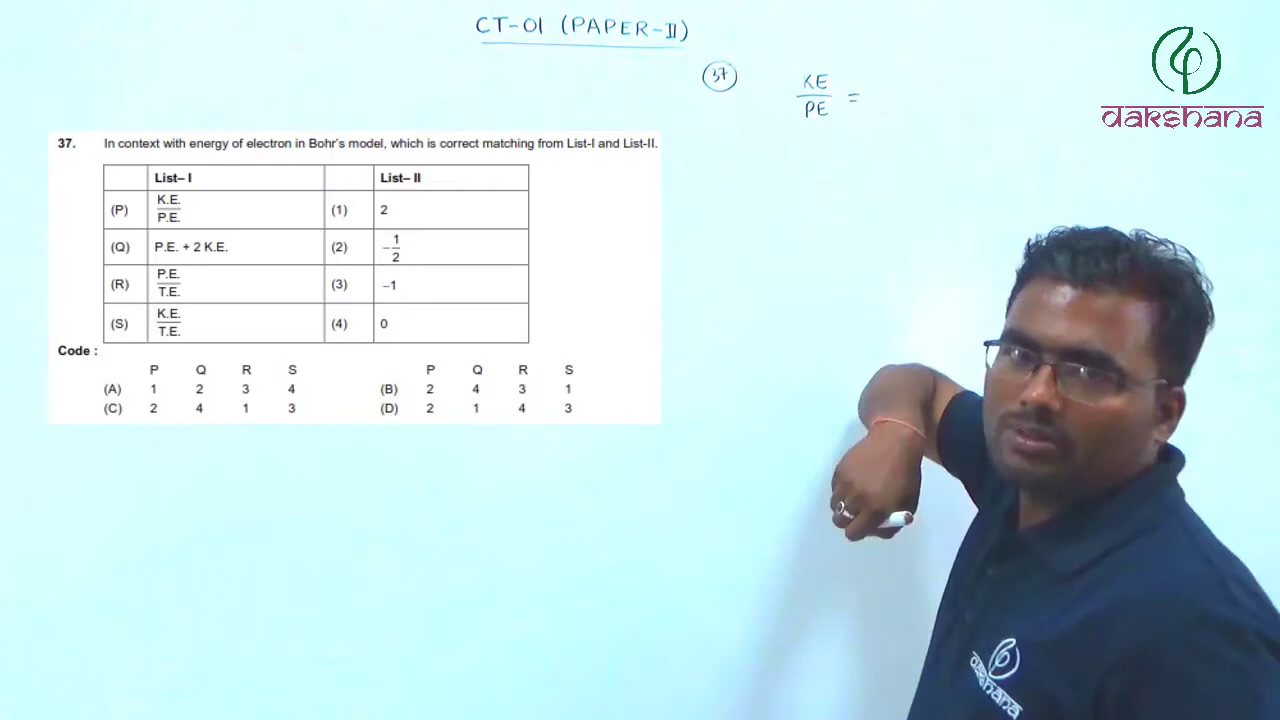 CT-01 (PAPER-II)
dakshana
37
KE
PE =
37. In context with energy of electron in Bohr's model, which is correct matching from List-I and List-II.
List– I List– II
(P) K.E. / P.E. (1) 2
(Q) P.E. + 2 K.E. (2) –1/2
(R) P.E. / T.E. (3) –1
(S) K.E. / T.E. (4) 0
Code :
P Q R S P Q R S
(A) 1 2 3 4 (B) 2 4 3 1
(C) 2 4 1 3 (D) 2 1 4 3
dakshana